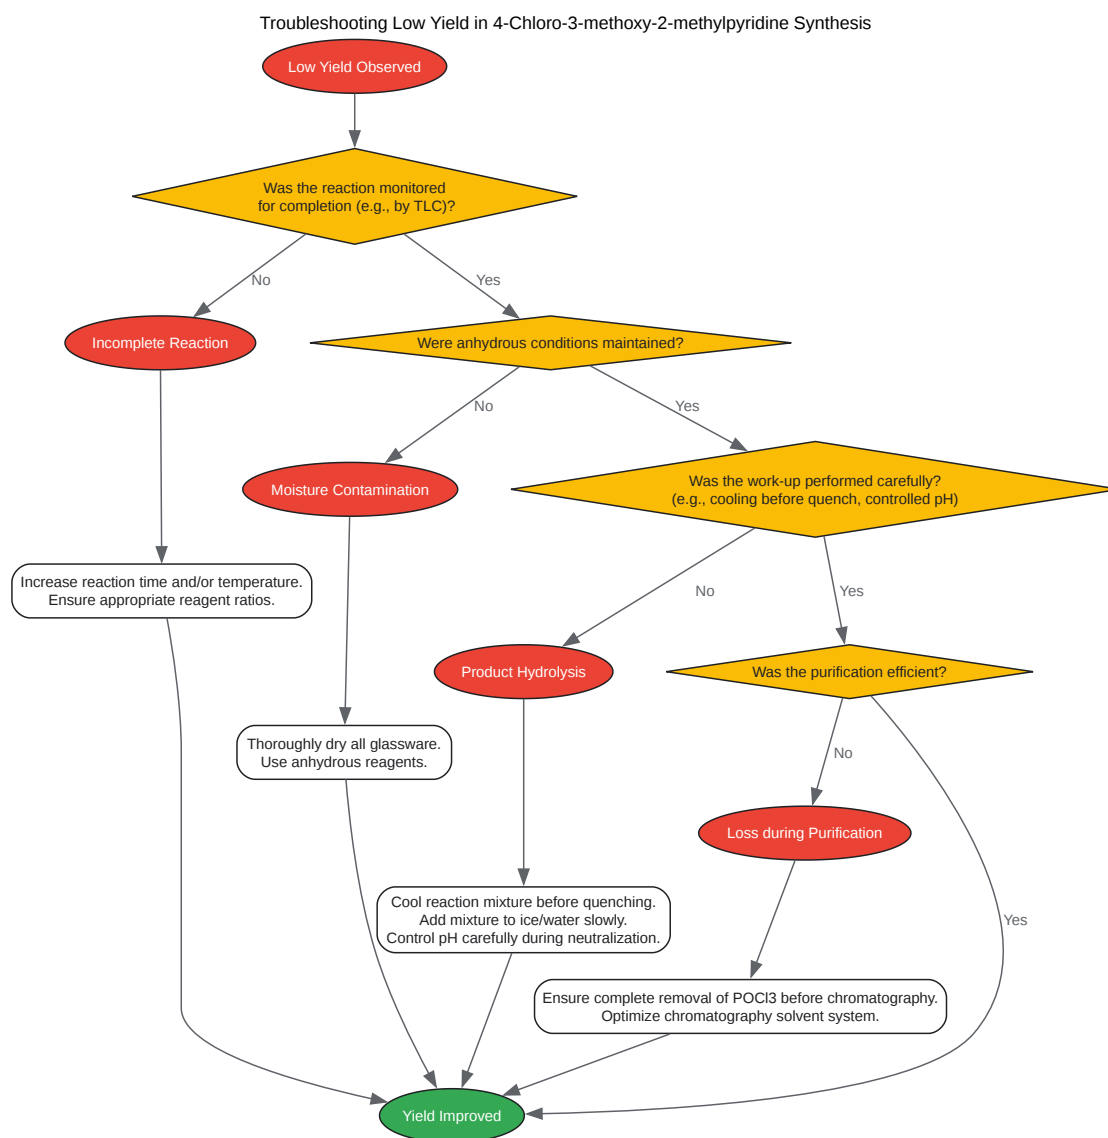 Troubleshooting Low Yield in 4-Chloro-3-methoxy-2-methylpyridine Synthesis
Low Yield Observed
Was the reaction monitored
for completion (e.g., by TLC)?
No
Yes
Incomplete Reaction
Were anhydrous conditions maintained?
No
Yes
Moisture Contamination
Was the work-up performed carefully?
(e.g., cooling before quench, controlled pH)
Increase reaction time and/or temperature.
Ensure appropriate reagent ratios.
No
Yes
Product Hydrolysis
Was the purification efficient?
Thoroughly dry all glassware.
Use anhydrous reagents.
No
Loss during Purification
Cool reaction mixture before quenching.
Add mixture to ice/water slowly.
Control pH carefully during neutralization.
Yes
Ensure complete removal of POCl3 before chromatography.
Optimize chromatography solvent system.
Yield Improved